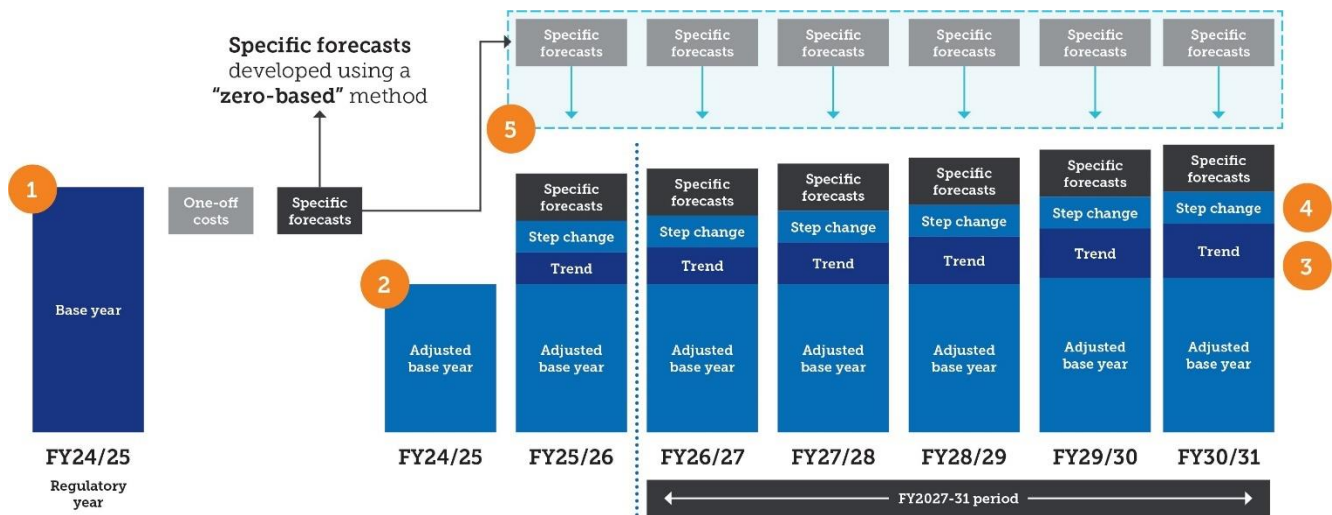 Specific forecasts
developed using a
“zero-based” method
Specific
forecasts
Specific
forecasts
Specific
forecasts
Specific
forecasts
Specific
forecasts
Specific
forecasts
5
1
One-off
costs
Specific
forecasts
Base year
2
Adjusted
base year
Specific
forecasts
Step change
Trend
Adjusted
base year
Specific
forecasts
Step change
Trend
Adjusted
base year
Specific
forecasts
Step change
Trend
Adjusted
base year
Specific
forecasts
Step change
Trend
Adjusted
base year
Specific
forecasts
Step change
Trend
Adjusted
base year
Specific
forecasts
Step change
Trend
Adjusted
base year
4
3
FY24/25
Regulatory
year
FY24/25
FY25/26
FY26/27
FY27/28
FY28/29
FY29/30
FY30/31
FY2027-31 period